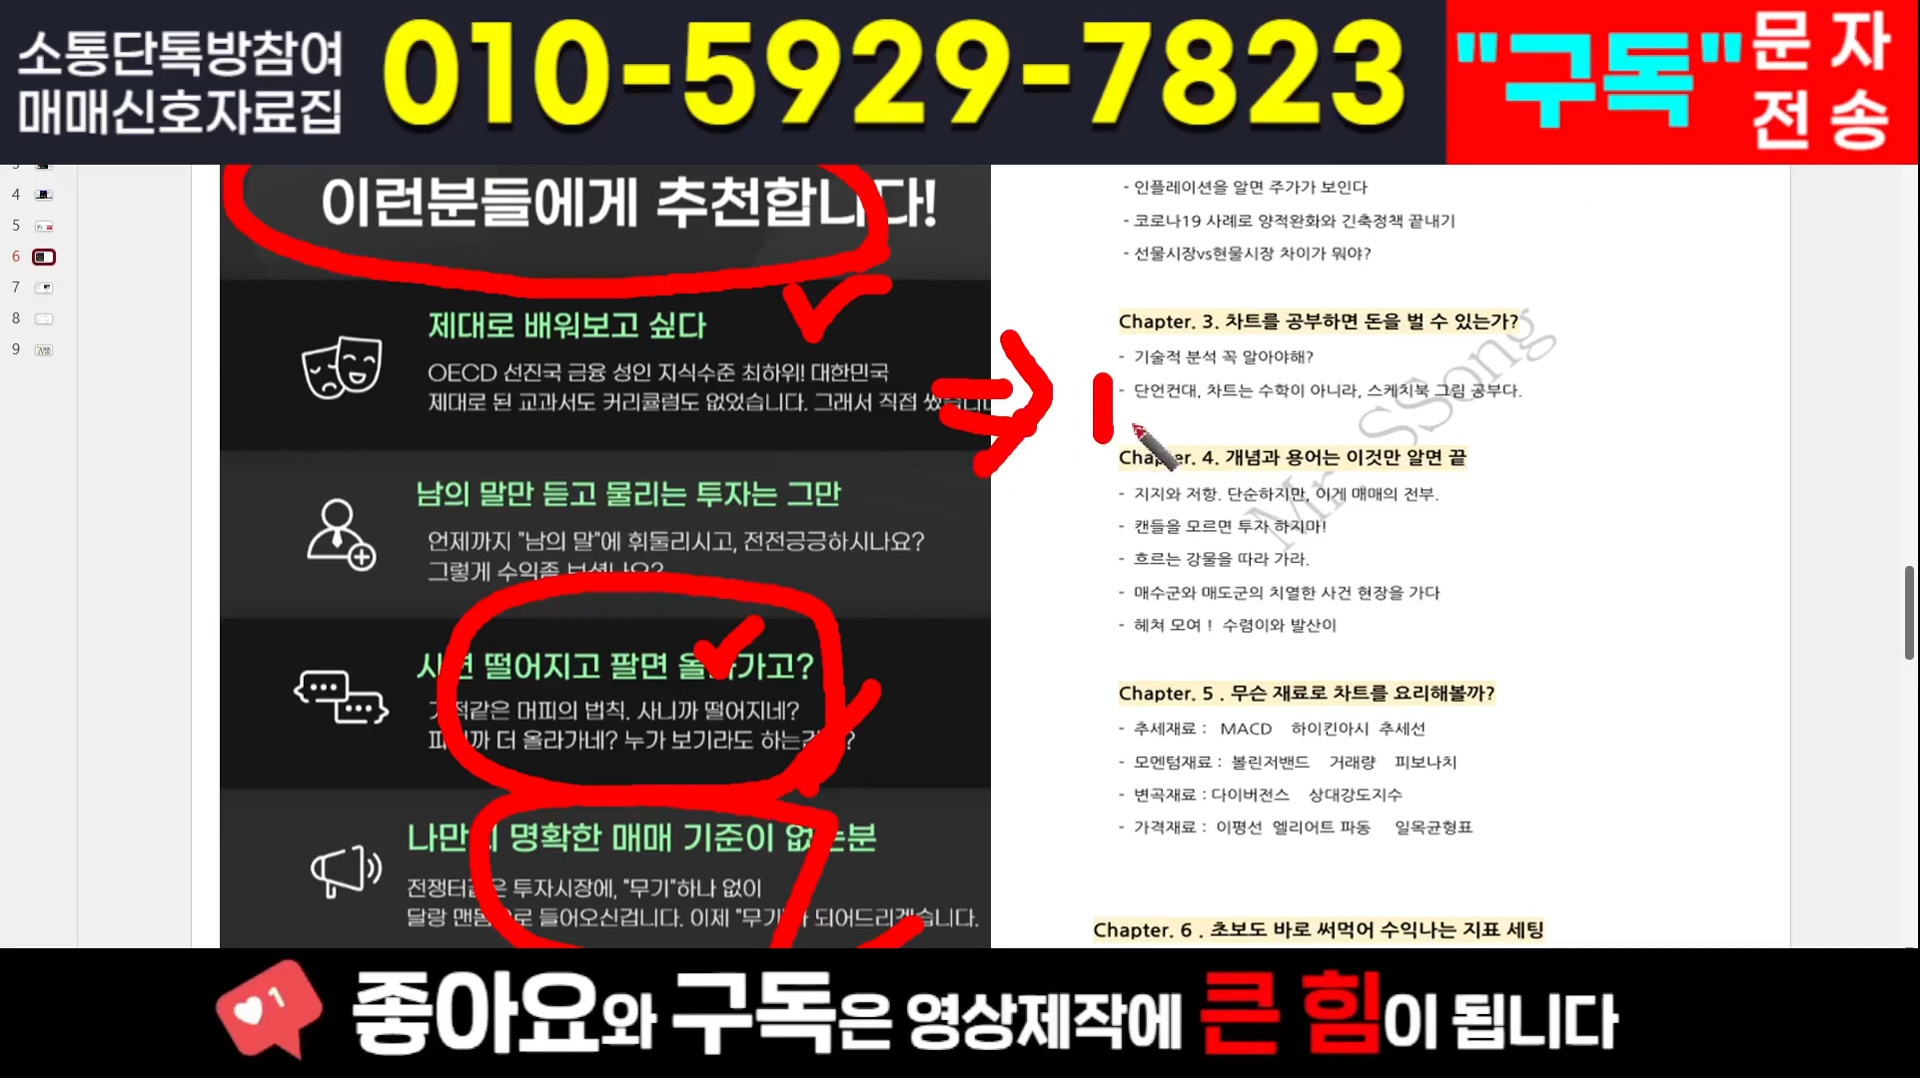 소통단톡방참여
매매신호자료집
010-5929-7823
"구독"
문자
전송
4
5
6
7
8
9
이런분들에게 추천합니다!
제대로 배워보고 싶다
OECD 선진국 금융 성인 지식수준 최하위! 대한민국
제대로 된 교과서도 커리큘럼도 없었습니다. 그래서 직접
남의 말만 듣고 물리는 투자는 그만
언제까지 "남의 말"에 휘둘리시고, 전전긍긍하시나요?
그렇게 수익좀 보셨나요?
떨어지고 팔면
머피의 법칙. 사니까 떨어지네?
더 올라가네? 누가 보기라도
명확한 매매 기준이
투자시장에, "무기"하나 없이
달랑 들어오신겁니다. 이제
- 인플레이션을 알면 주가가 보인다
- 코로나19 사례로 양적완화와 긴축정책 끝내기
- 선물시장vs현물시장 차이가 뭐야?
Chapter. 3. 차트를 공부하면 돈을 벌 수 있는가?
- 기술적 분석 꼭 알아야해?
- 단언컨대, 차트는 수학이 아니라, 스케치북 그림 공부다.
Chapter. 4. 개념과 용어는 이것만 알면 끝
- 지지와 저항. 단순하지만, 이게 매매의 전부.
- 캔들을 모르면 투자 하지마!
- 흐르는 강물을 따라 가라.
- 매수군와 매도군의 치열한 사건 현장을 가다
- 헤쳐 모여 ! 수렴이와 발산이
Chapter. 5 . 무슨 재료로 차트를 요리해볼까?
- 추세재료 : MACD 하이킨아시 추세선
- 모멘텀재료 : 볼린저밴드 거래량 피보나치
- 변곡재료 : 다이버전스 상대강도지수
- 가격재료 : 이평선 엘리어트 파동 일목균형표
Chapter. 6 . 초보도 바로 써먹어 수익나는 지표 세팅
Mr. SSong
1
좋아요와 구독은 영상제작에 큰 힘이 됩니다